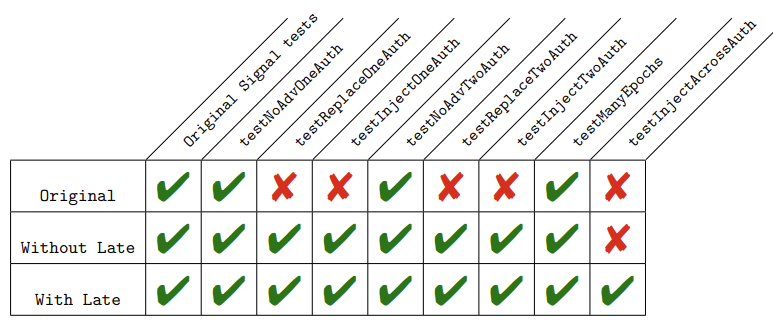 Original Signal tests
testNoAdvOneAuth
testReplaceOneAuth
testInjectOneAuth
testNoAdvTwoAuth
testReplaceTwoAuth
testInjectTwoAuth
testManyEpochs
testInjectAcrossAuth
Original ✔ ✔ ✘ ✘ ✔ ✘ ✘ ✔ ✘
Without Late ✔ ✔ ✔ ✔ ✔ ✔ ✔ ✔ ✘
With Late ✔ ✔ ✔ ✔ ✔ ✔ ✔ ✔ ✔